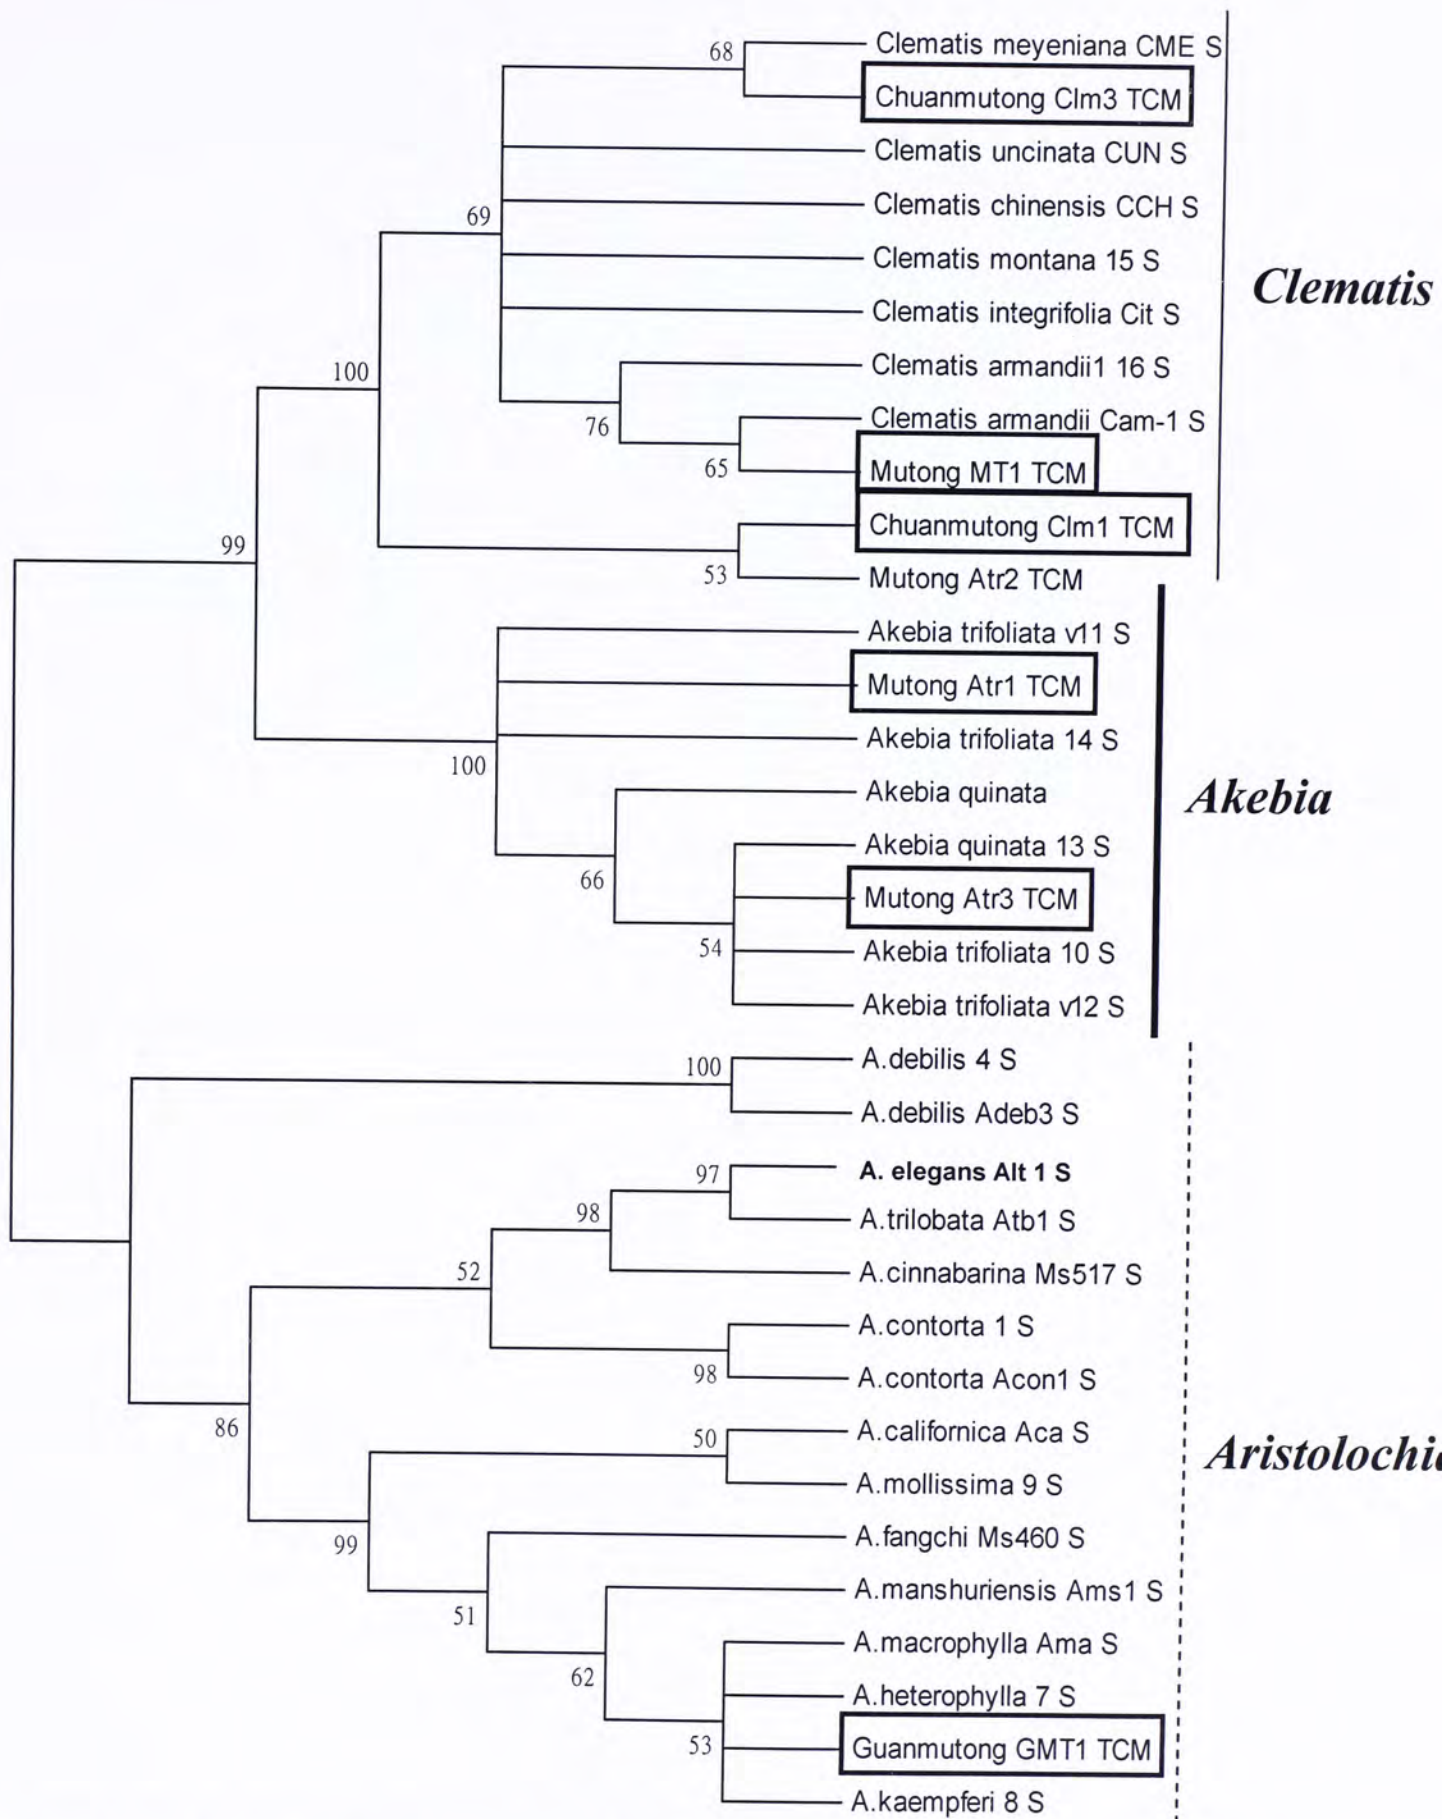 68
Clematis meyeniana CME S
Chuanmutong Clm3 TCM
Clematis uncinata CUN S
69
Clematis chinensis CCH S
Clematis montana 15 S
Clematis
Clematis integrifolia Cit S
100
Clematis armandii1 16 S
76
Clematis armandii Cam-1 S
65
Mutong MT1 TCM
Chuanmutong Clm1 TCM
99
53
Mutong Atr2 TCM
Akebia trifoliata v11 S
Mutong Atr1 TCM
100
Akebia trifoliata 14 S
Akebia quinata
Akebia
Akebia quinata 13 S
66
Mutong Atr3 TCM
54
Akebia trifoliata 10 S
Akebia trifoliata v12 S
100
A.debilis 4 S
A.debilis Adeb3 S
97
A. elegans Alt 1 S
98
A.trilobata Atb1 S
52
A.cinnabarina Ms517 S
A.contorta 1 S
98
A.contorta Acon1 S
86
50
A.californica Aca S
Aristolochia
A.mollissima 9 S
99
A.fangchi Ms460 S
51
A.manshuriensis Ams1 S
62
A.macrophylla Ama S
A.heterophylla 7 S
53
Guanmutong GMT1 TCM
A.kaempferi 8 S